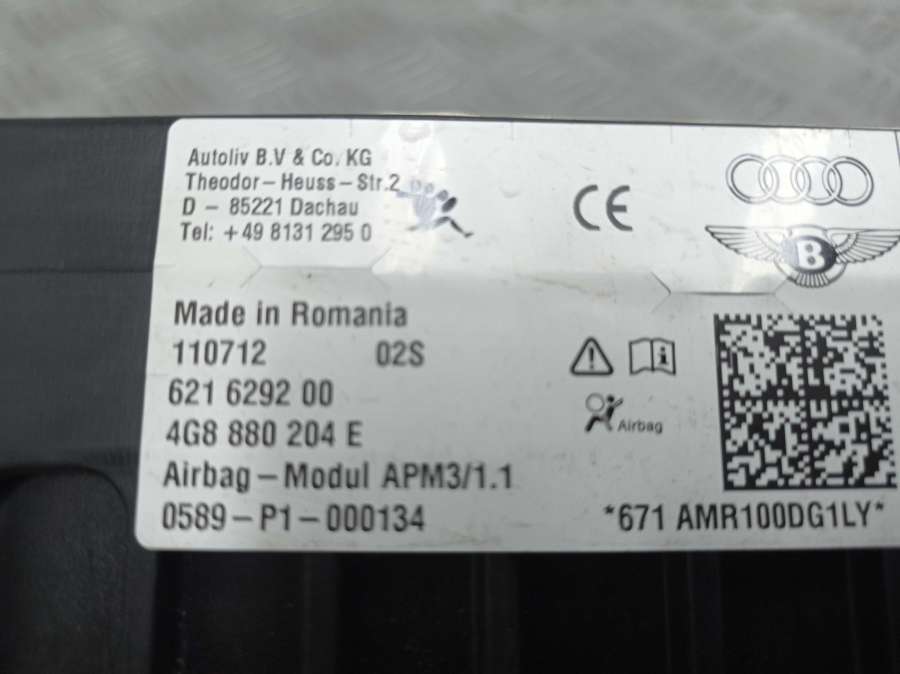 Autoliv B.V & Co. KG
Theodor-Heuss-Str.2
D - 85221 Dachau
Tel: +49 8131 295 0
CE
B
Made in Romania
110712 02S
621 6292 00
4G8 880 204 E
Airbag
Airbag-Modul APM3/1.1
0589-P1-000134
*671 AMR100DG1LY*